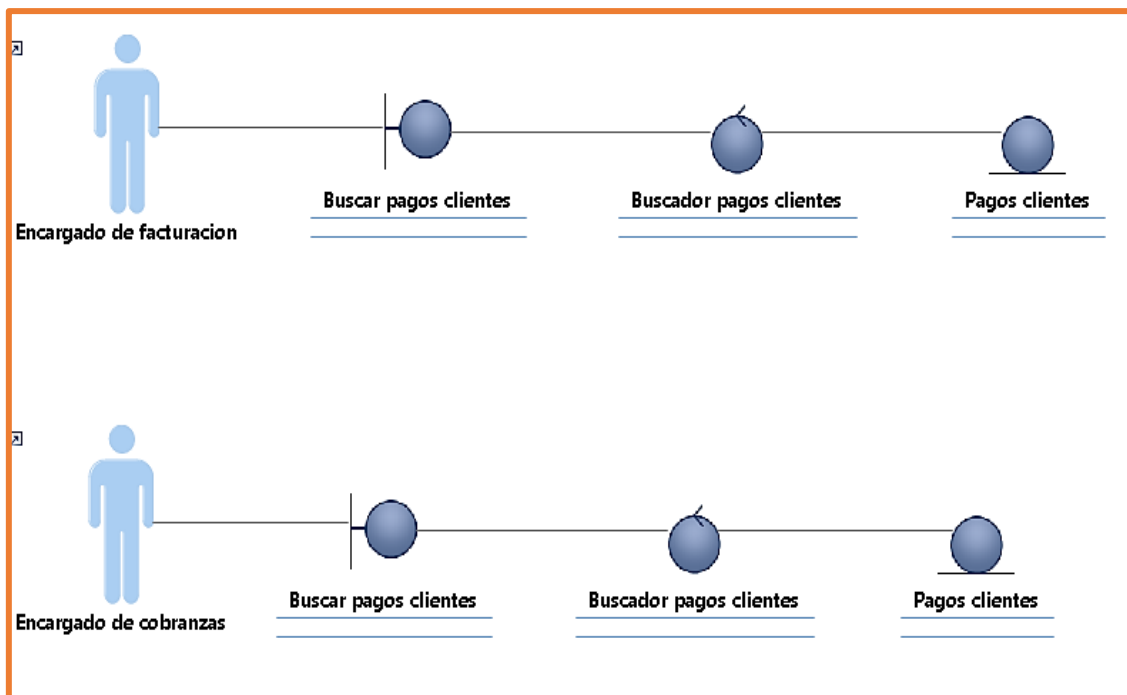 Buscar pagos clientes
Buscador pagos clientes
Pagos clientes
Encargado de facturacion
Buscar pagos clientes
Buscador pagos clientes
Pagos clientes
Encargado de cobranzas